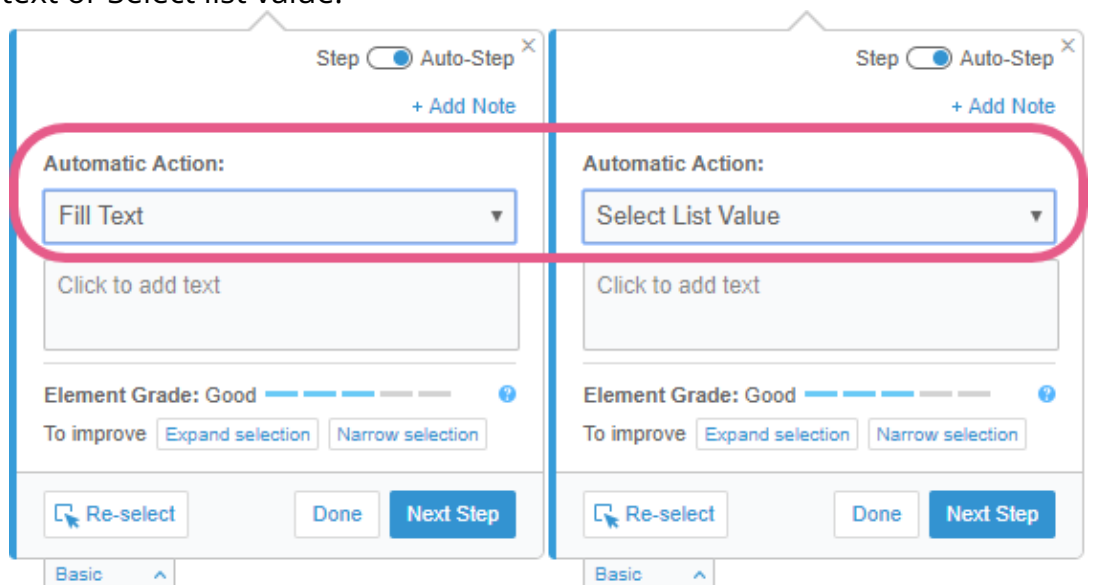 text or Select list value.
Step Auto-Step ×
+ Add Note
Automatic Action:
Fill Text
Click to add text
Element Grade: Good ?
To improve Expand selection Narrow selection
Re-select Done Next Step
Basic
Step Auto-Step ×
+ Add Note
Automatic Action:
Select List Value
Click to add text
Element Grade: Good ?
To improve Expand selection Narrow selection
Re-select Done Next Step
Basic